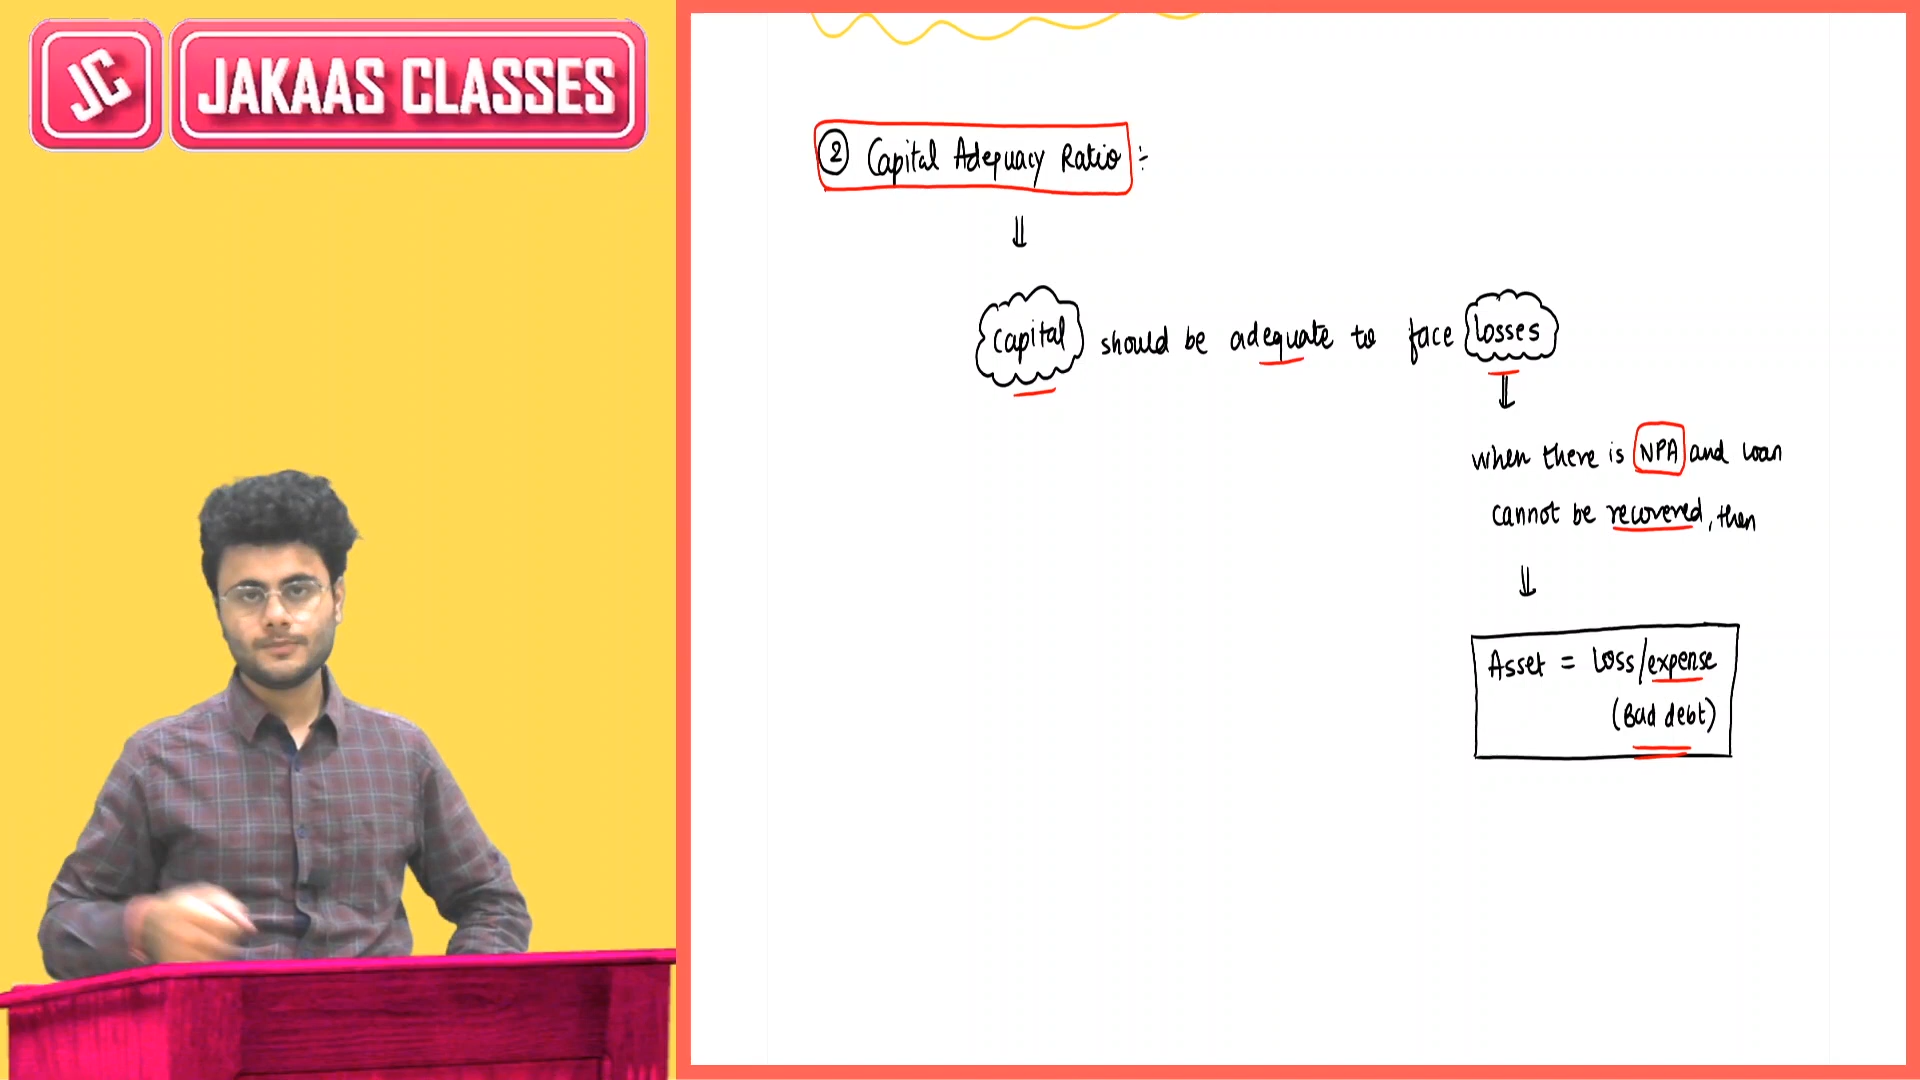 JC JAKAAS CLASSES
② Capital Adequacy Ratio :-
⇓
Capital should be adequate to face losses
⇓
when there is NPA and loan
cannot be recovered, then
⇓
Asset = Loss/expense
(Bad debt)